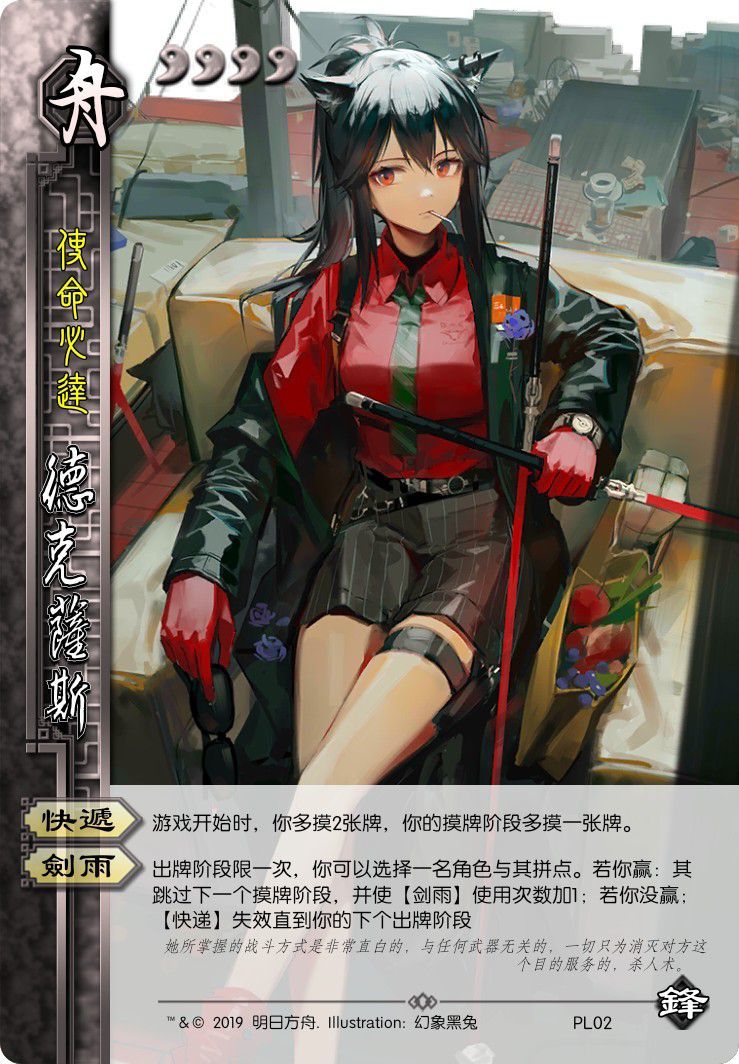 舟
使命必達
德克薩斯
快遞
游戏开始时，你多摸2张牌，你的摸牌阶段多摸一张牌。
劍雨
出牌阶段限一次，你可以选择一名角色与其拼点。若你赢：其
跳过下一个摸牌阶段，并使【剑雨】使用次数加1；若你没赢；
【快递】失效直到你的下个出牌阶段
她所掌握的战斗方式是非常直白的，与任何武器无关的，一切只为消灭对方这
个目的服务的，杀人术。
鋒
™ & © 2019 明日方舟. Illustration: 幻象黑兔 PL02